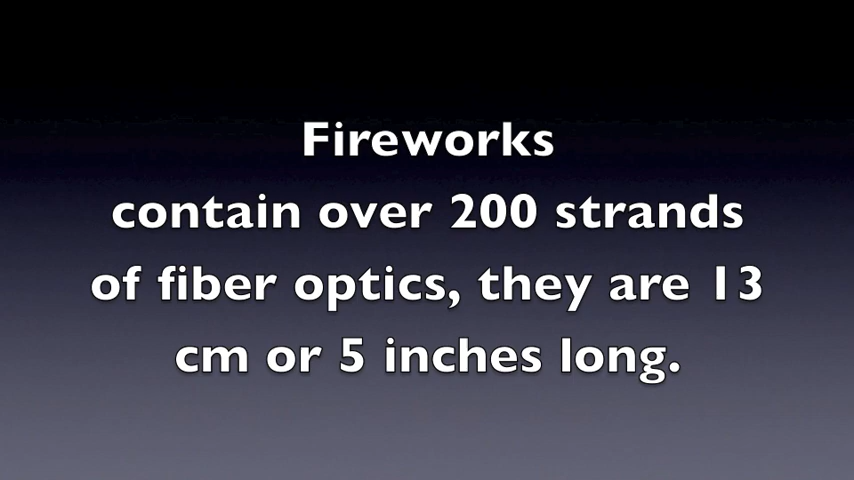 Fireworks
contain over 200 strands
of fiber optics, they are 13
cm or 5 inches long.